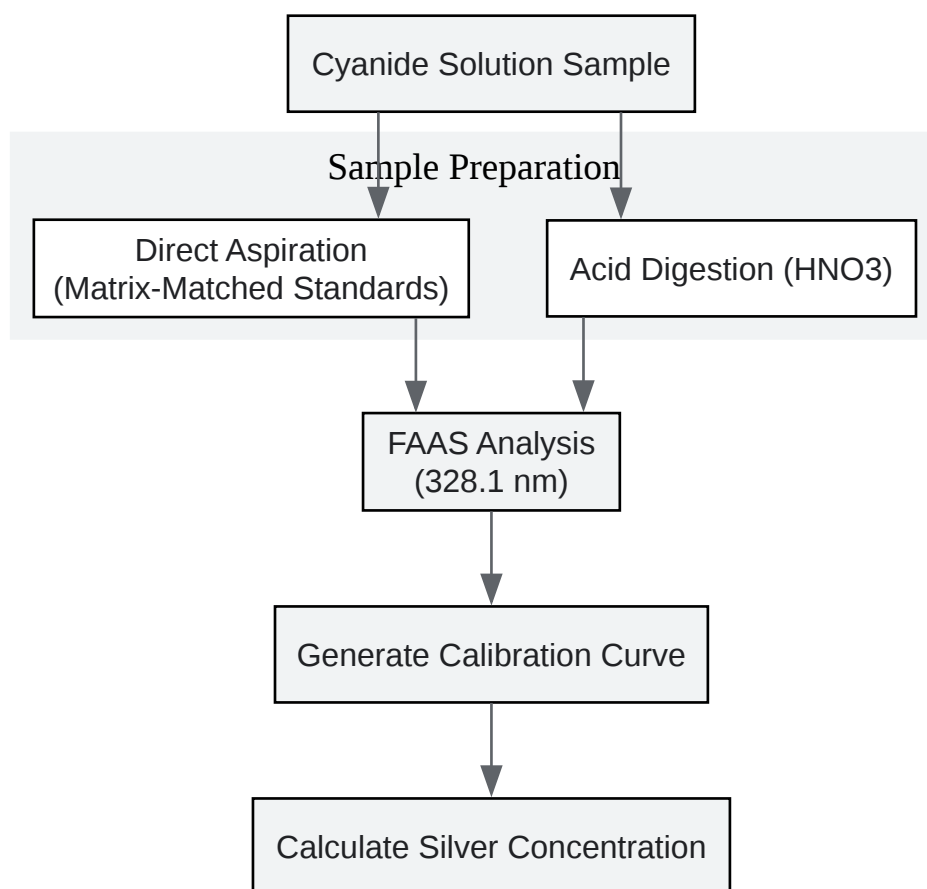 Cyanide Solution Sample
Sample Preparation
Direct Aspiration
(Matrix-Matched Standards)
Acid Digestion (HNO3)
FAAS Analysis
(328.1 nm)
Generate Calibration Curve
Calculate Silver Concentration